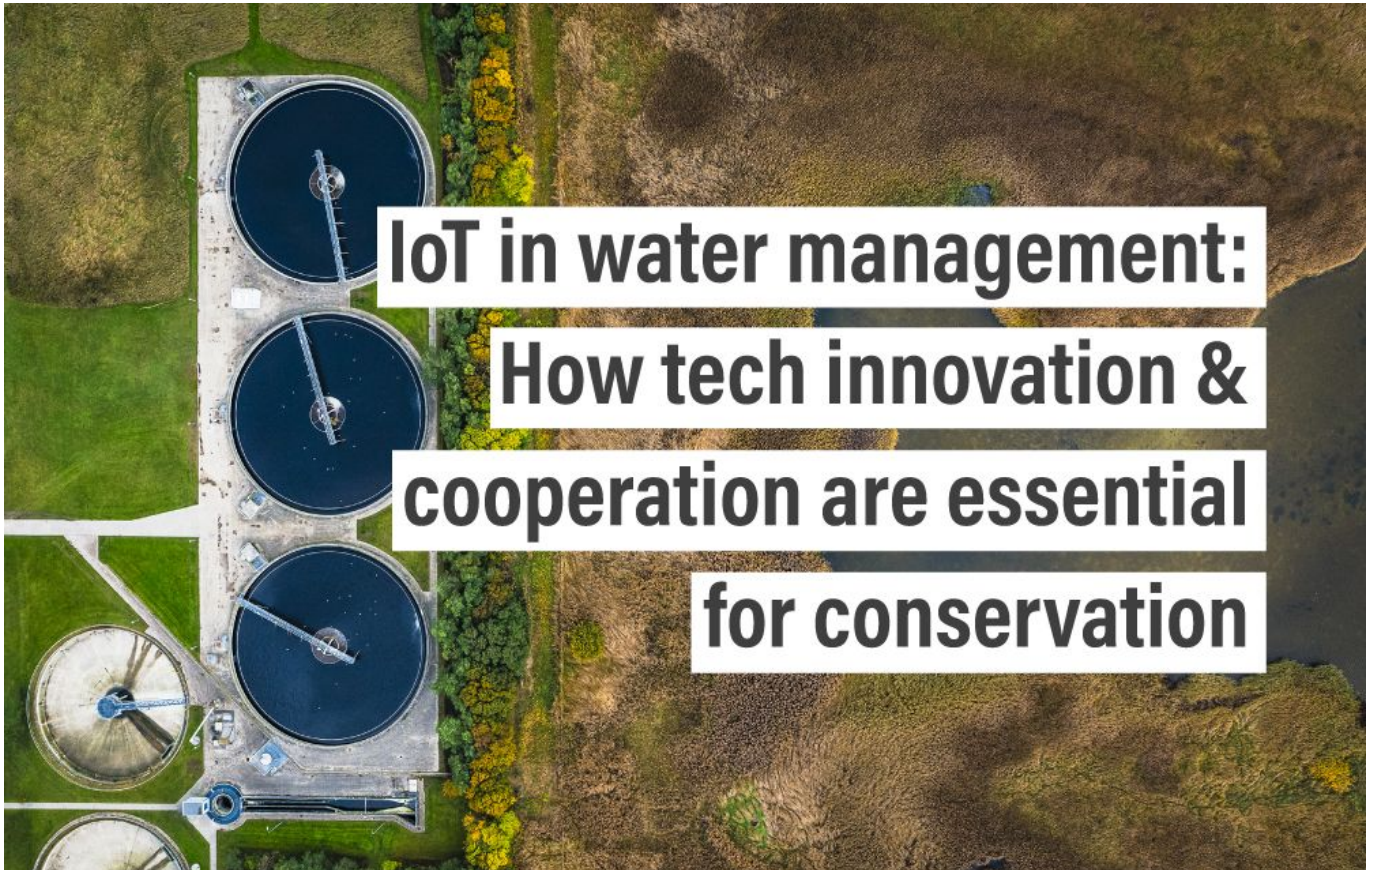 IoT in water management:
How tech innovation &
cooperation are essential
for conservation